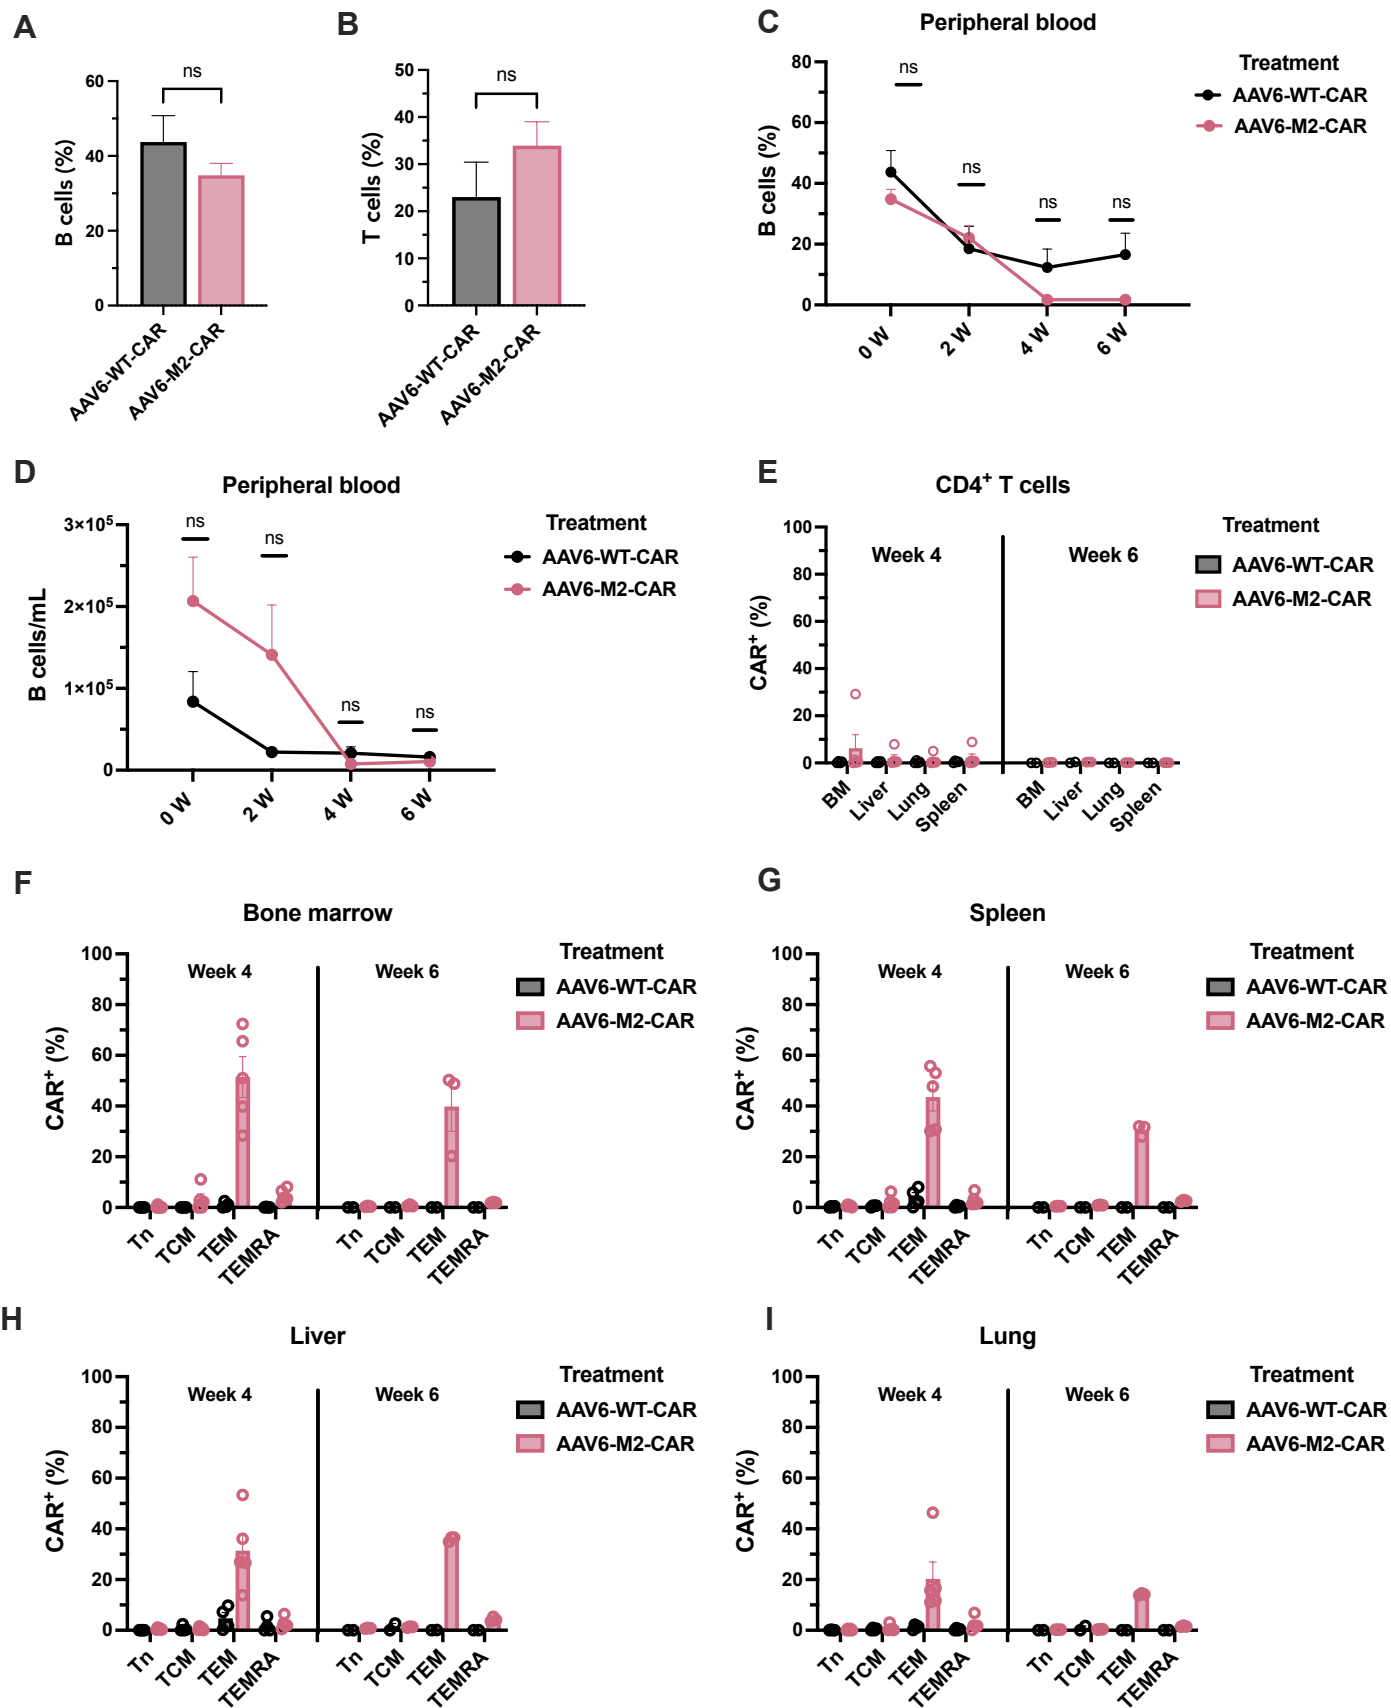 A
B cells (%)
60
40
20
0
ns
AAV6-WT-CAR
AAV6-M2-CAR
B
T cells (%)
50
40
30
20
10
0
ns
AAV6-WT-CAR
AAV6-M2-CAR
C
Peripheral blood
B cells (%)
80
60
40
20
0
ns
ns
ns
ns
0 W
2 W
4 W
6 W
Treatment
AAV6-WT-CAR
AAV6-M2-CAR
D
Peripheral blood
B cells/mL
3×10⁵
2×10⁵
1×10⁵
0
ns
ns
ns
ns
0 W
2 W
4 W
6 W
Treatment
AAV6-WT-CAR
AAV6-M2-CAR
E
CD4⁺ T cells
CAR⁺ (%)
100
80
60
40
20
0
Week 4
Week 6
BM
Liver
Lung
Spleen
BM
Liver
Lung
Spleen
Treatment
AAV6-WT-CAR
AAV6-M2-CAR
F
Bone marrow
CAR⁺ (%)
100
80
60
40
20
0
Week 4
Week 6
Tn
TCM
TEM
TEMRA
Tn
TCM
TEM
TEMRA
Treatment
AAV6-WT-CAR
AAV6-M2-CAR
G
Spleen
CAR⁺ (%)
100
80
60
40
20
0
Week 4
Week 6
Tn
TCM
TEM
TEMRA
Tn
TCM
TEM
TEMRA
Treatment
AAV6-WT-CAR
AAV6-M2-CAR
H
Liver
CAR⁺ (%)
100
80
60
40
20
0
Week 4
Week 6
Tn
TCM
TEM
TEMRA
Tn
TCM
TEM
TEMRA
Treatment
AAV6-WT-CAR
AAV6-M2-CAR
I
Lung
CAR⁺ (%)
100
80
60
40
20
0
Week 4
Week 6
Tn
TCM
TEM
TEMRA
Tn
TCM
TEM
TEMRA
Treatment
AAV6-WT-CAR
AAV6-M2-CAR